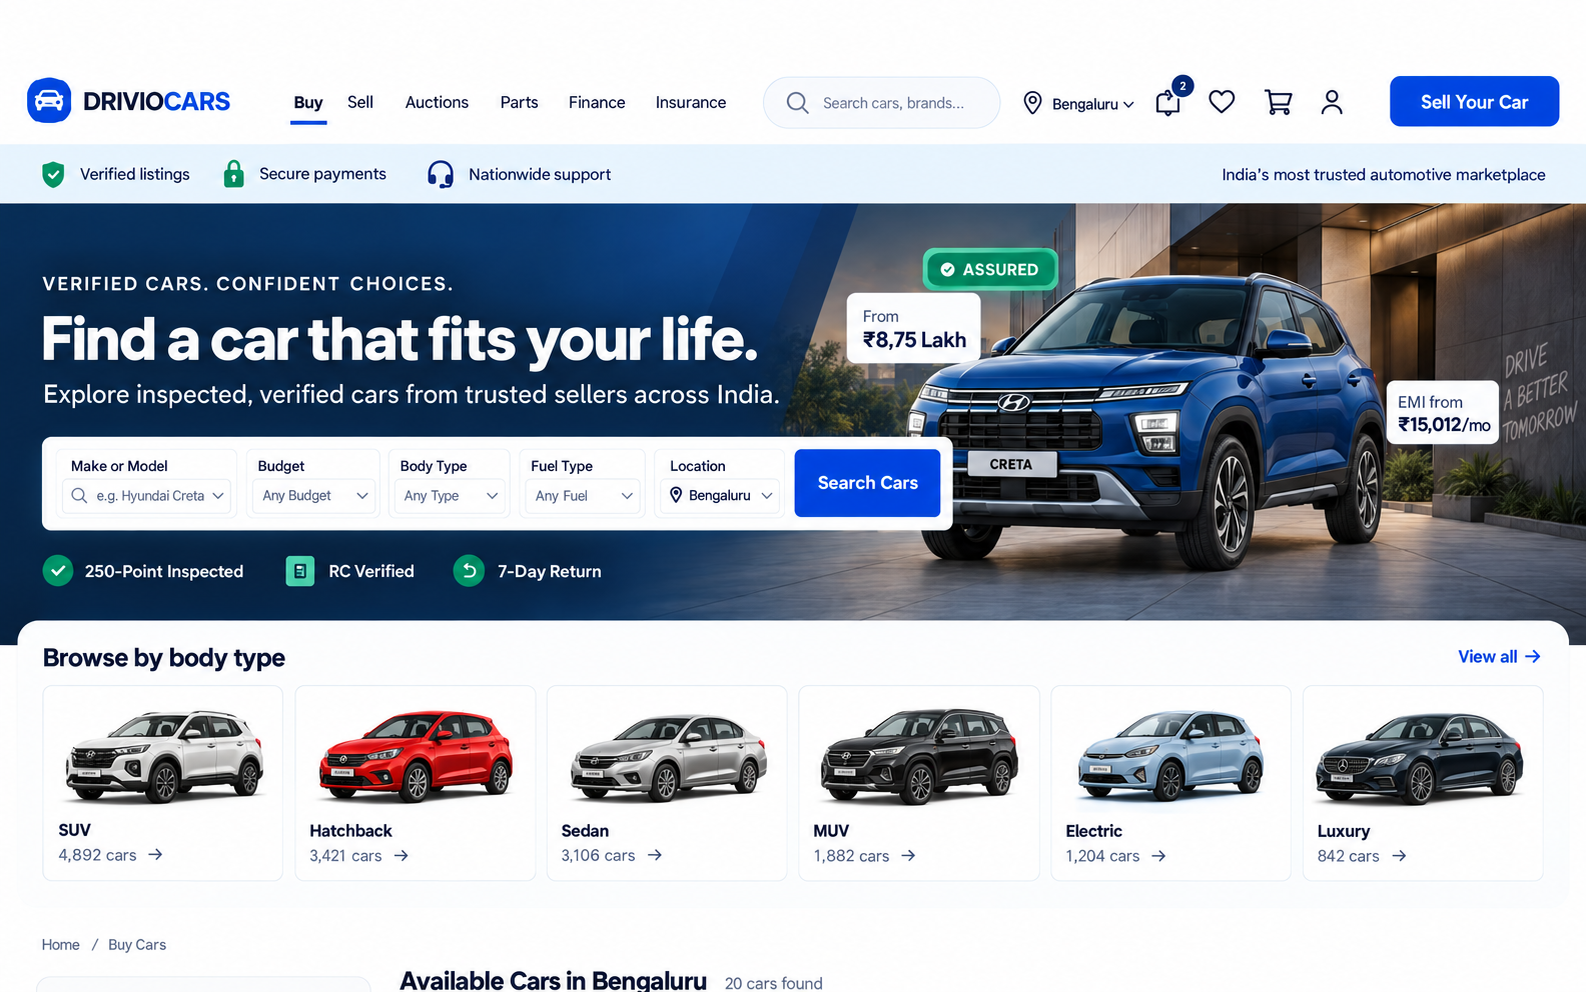 DRIVIOCARS
Buy
Sell
Auctions
Parts
Finance
Insurance
Search cars, brands...
Bengaluru
2
Sell Your Car
Verified listings
Secure payments
Nationwide support
India's most trusted automotive marketplace
VERIFIED CARS. CONFIDENT CHOICES.
Find a car that fits your life.
Explore inspected, verified cars from trusted sellers across India.
ASSURED
From
₹8,75 Lakh
EMI from
₹15,012/mo
DRIVE
A BETTER
TOMORROW
CRETA
Make or Model
e.g. Hyundai Creta
Budget
Any Budget
Body Type
Any Type
Fuel Type
Any Fuel
Location
Bengaluru
Search Cars
250-Point Inspected
RC Verified
7-Day Return
Browse by body type
View all
SUV
4,892 cars
Hatchback
3,421 cars
Sedan
3,106 cars
MUV
1,882 cars
Electric
1,204 cars
Luxury
842 cars
Home / Buy Cars
Available Cars in Bengaluru
20 cars found